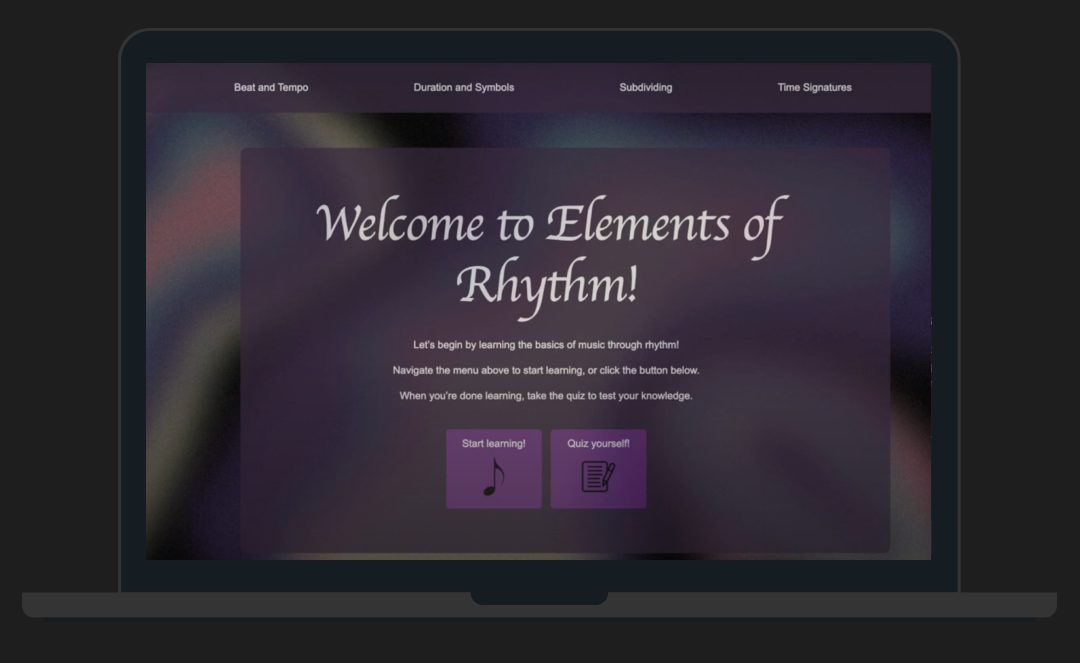 Beat and Tempo
Duration and Symbols
Subdividing
Time Signatures
Welcome to Elements of
Rhythm!
Let's begin by learning the basics of music through rhythm!
Navigate the menu above to start learning, or click the button below.
When you're done learning, take the quiz to test your knowledge.
Start learning!
Quiz yourself!